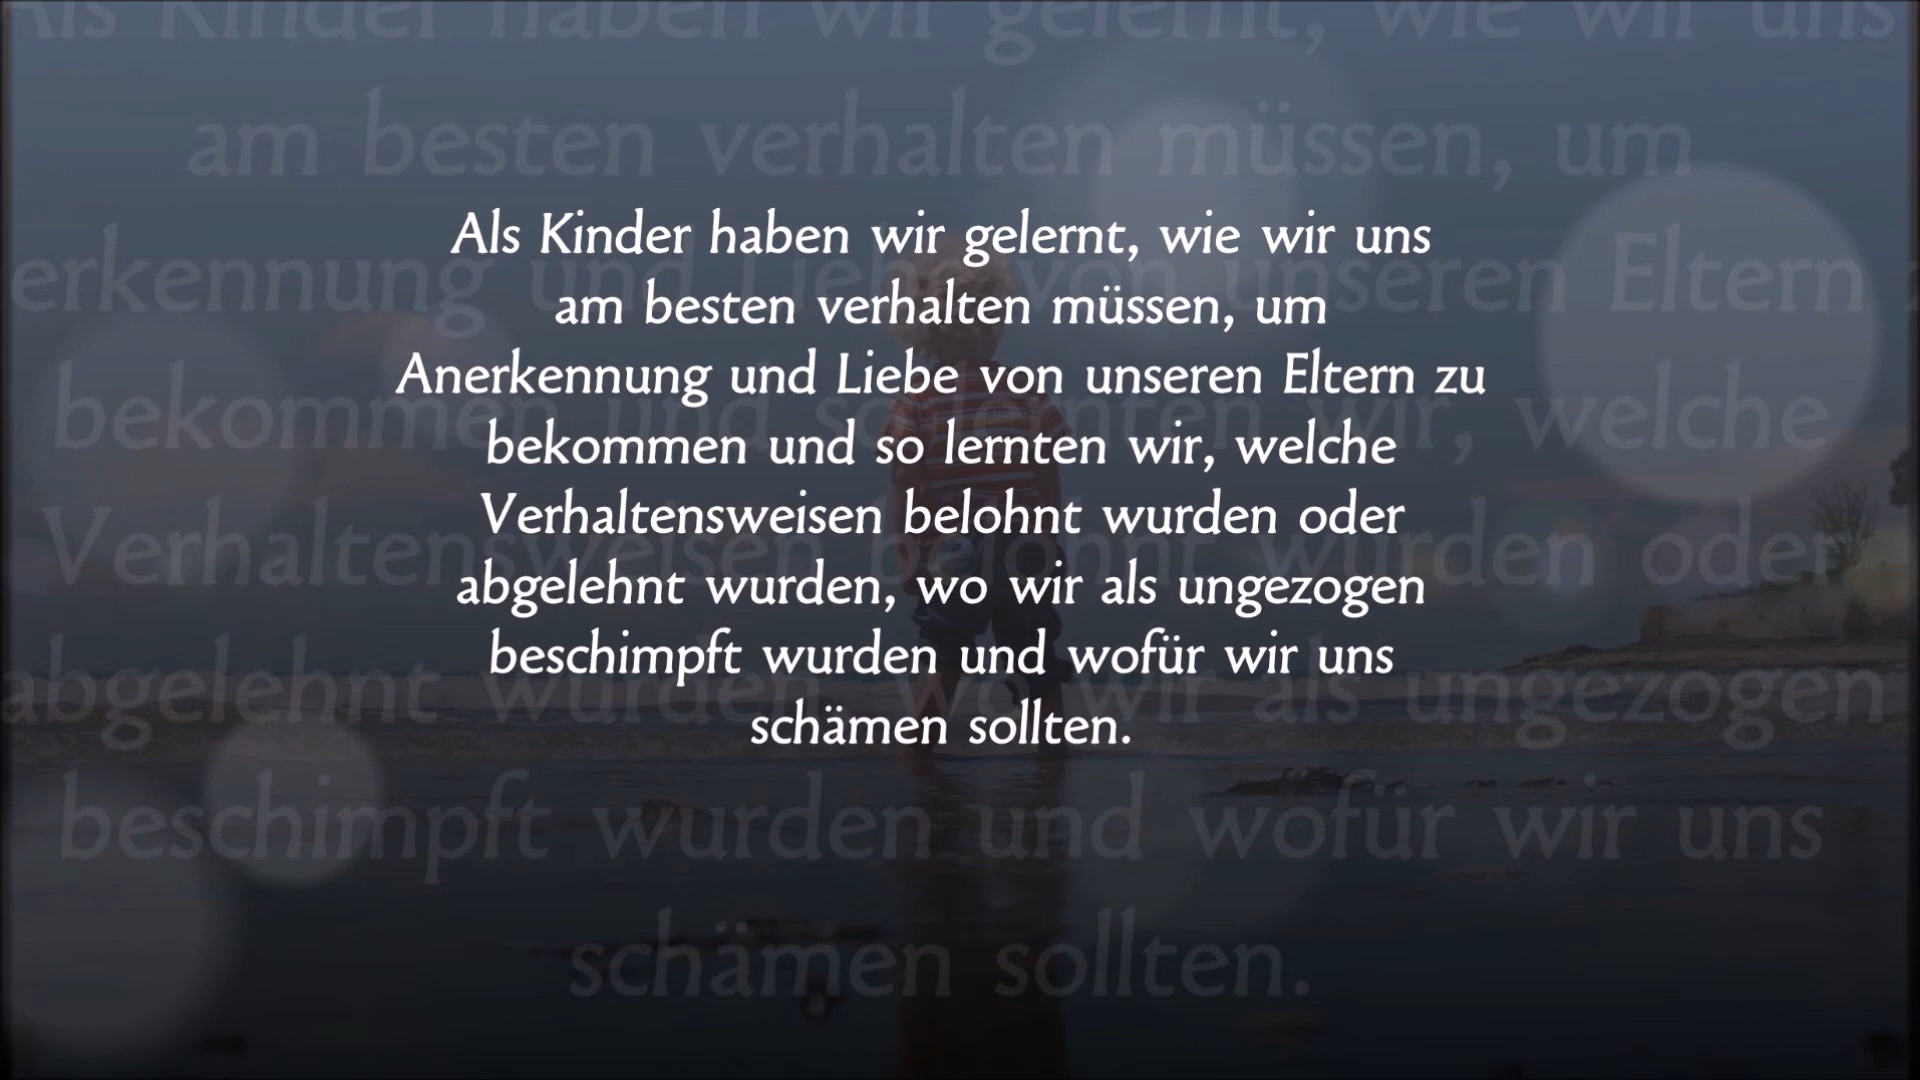 Als Kinder haben wir gelernt, wie wir uns
am besten verhalten müssen, um
Anerkennung und Liebe von unseren Eltern zu
bekommen und so lernten wir, welche
Verhaltensweisen belohnt wurden oder
abgelehnt wurden, wo wir als ungezogen
beschimpft wurden und wofür wir uns
schämen sollten.